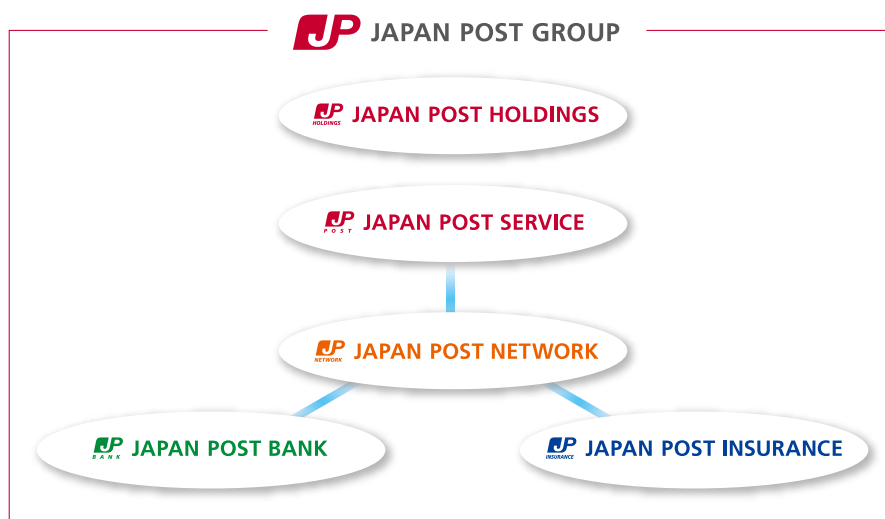 JP JAPAN POST GROUP
JP HOLDINGS JAPAN POST HOLDINGS
JP POST JAPAN POST SERVICE
JP NETWORK JAPAN POST NETWORK
JP BANK JAPAN POST BANK
JP INSURANCE JAPAN POST INSURANCE